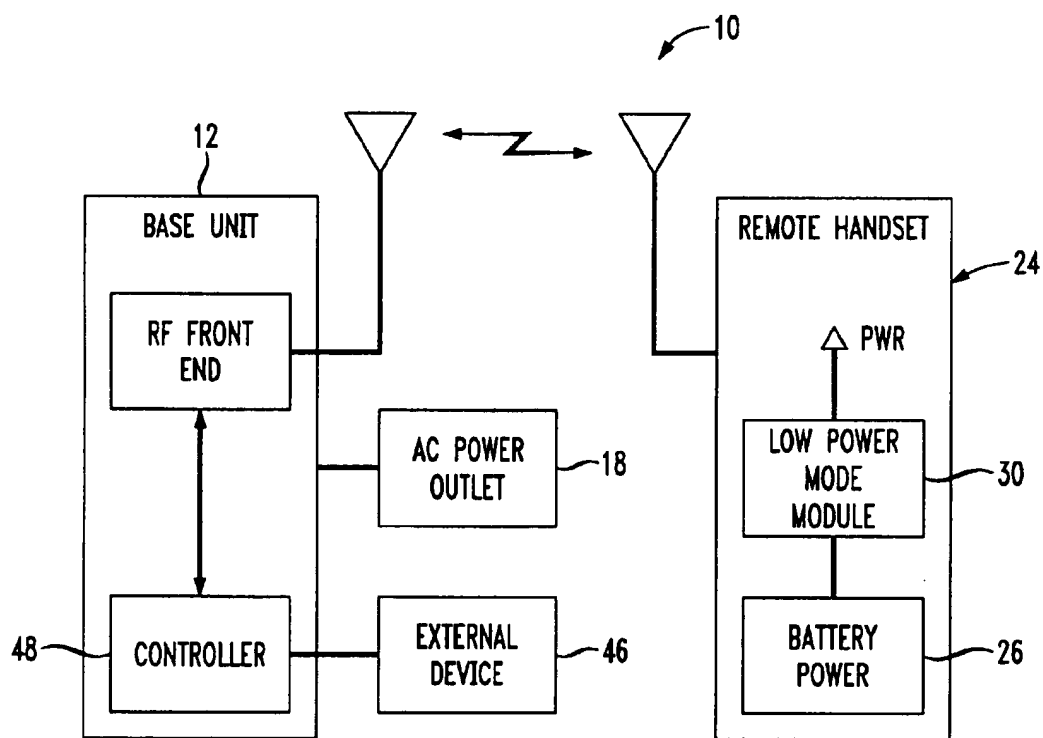 10
12
BASE UNIT
REMOTE HANDSET
24
RF FRONT
END
PWR
AC POWER
OUTLET
18
LOW POWER
MODE
MODULE
30
48
CONTROLLER
EXTERNAL
DEVICE
46
BATTERY
POWER
26